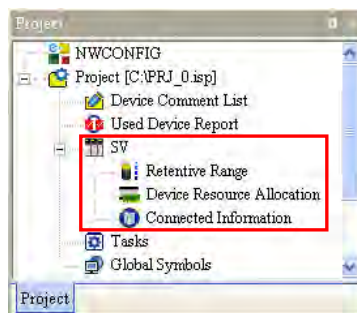 Project
NWCONFIG
Project [C:\PRJ_0.isp]
Device Comment List
Used Device Report
SV
Retentive Range
Device Resource Allocation
Connected Information
Tasks
Global Symbols
Project